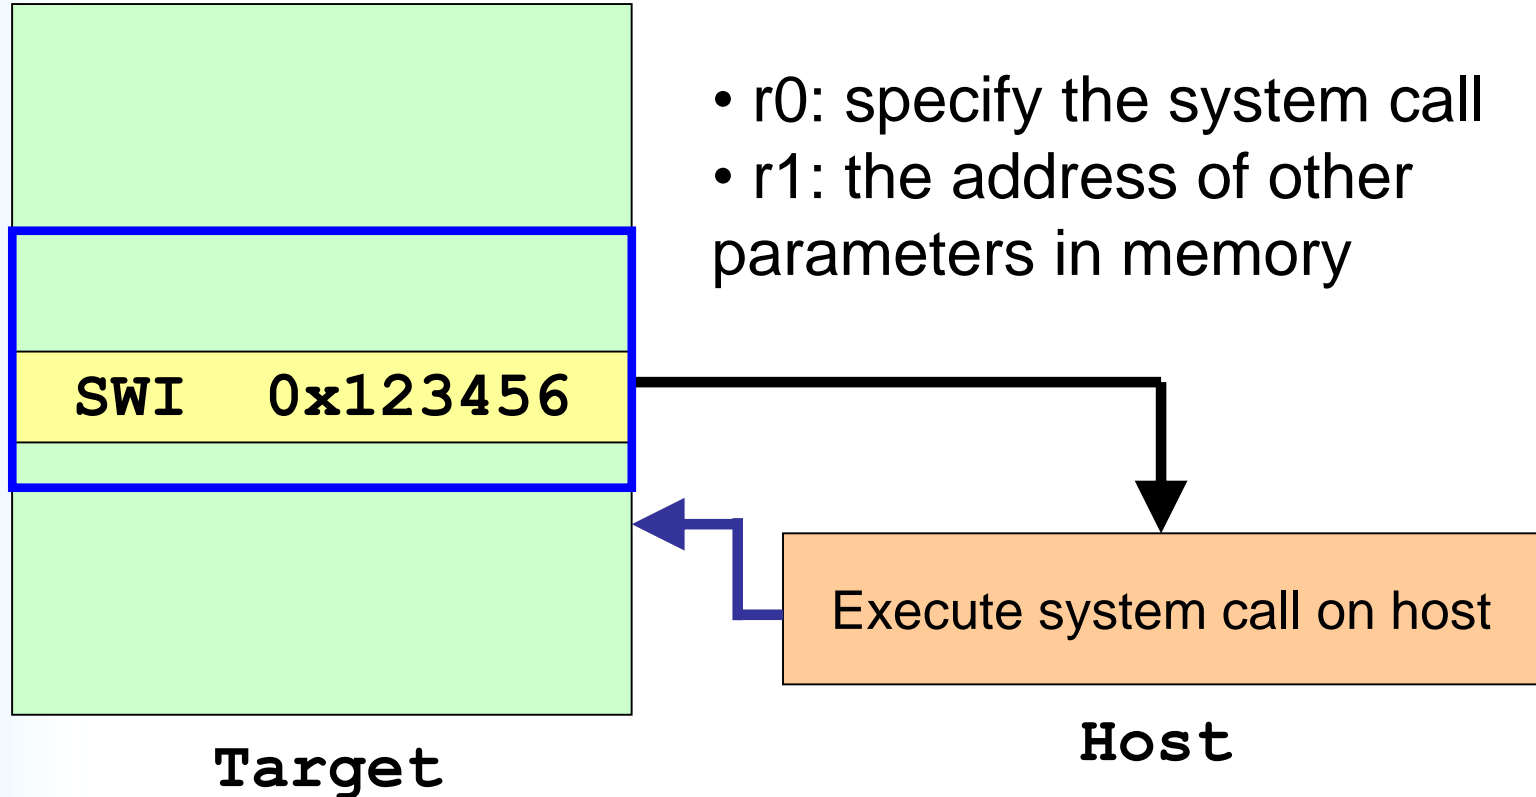 • r0: specify the system call
• r1: the address of other
parameters in memory
SWI 0x123456
Execute system call on host
Host
Target